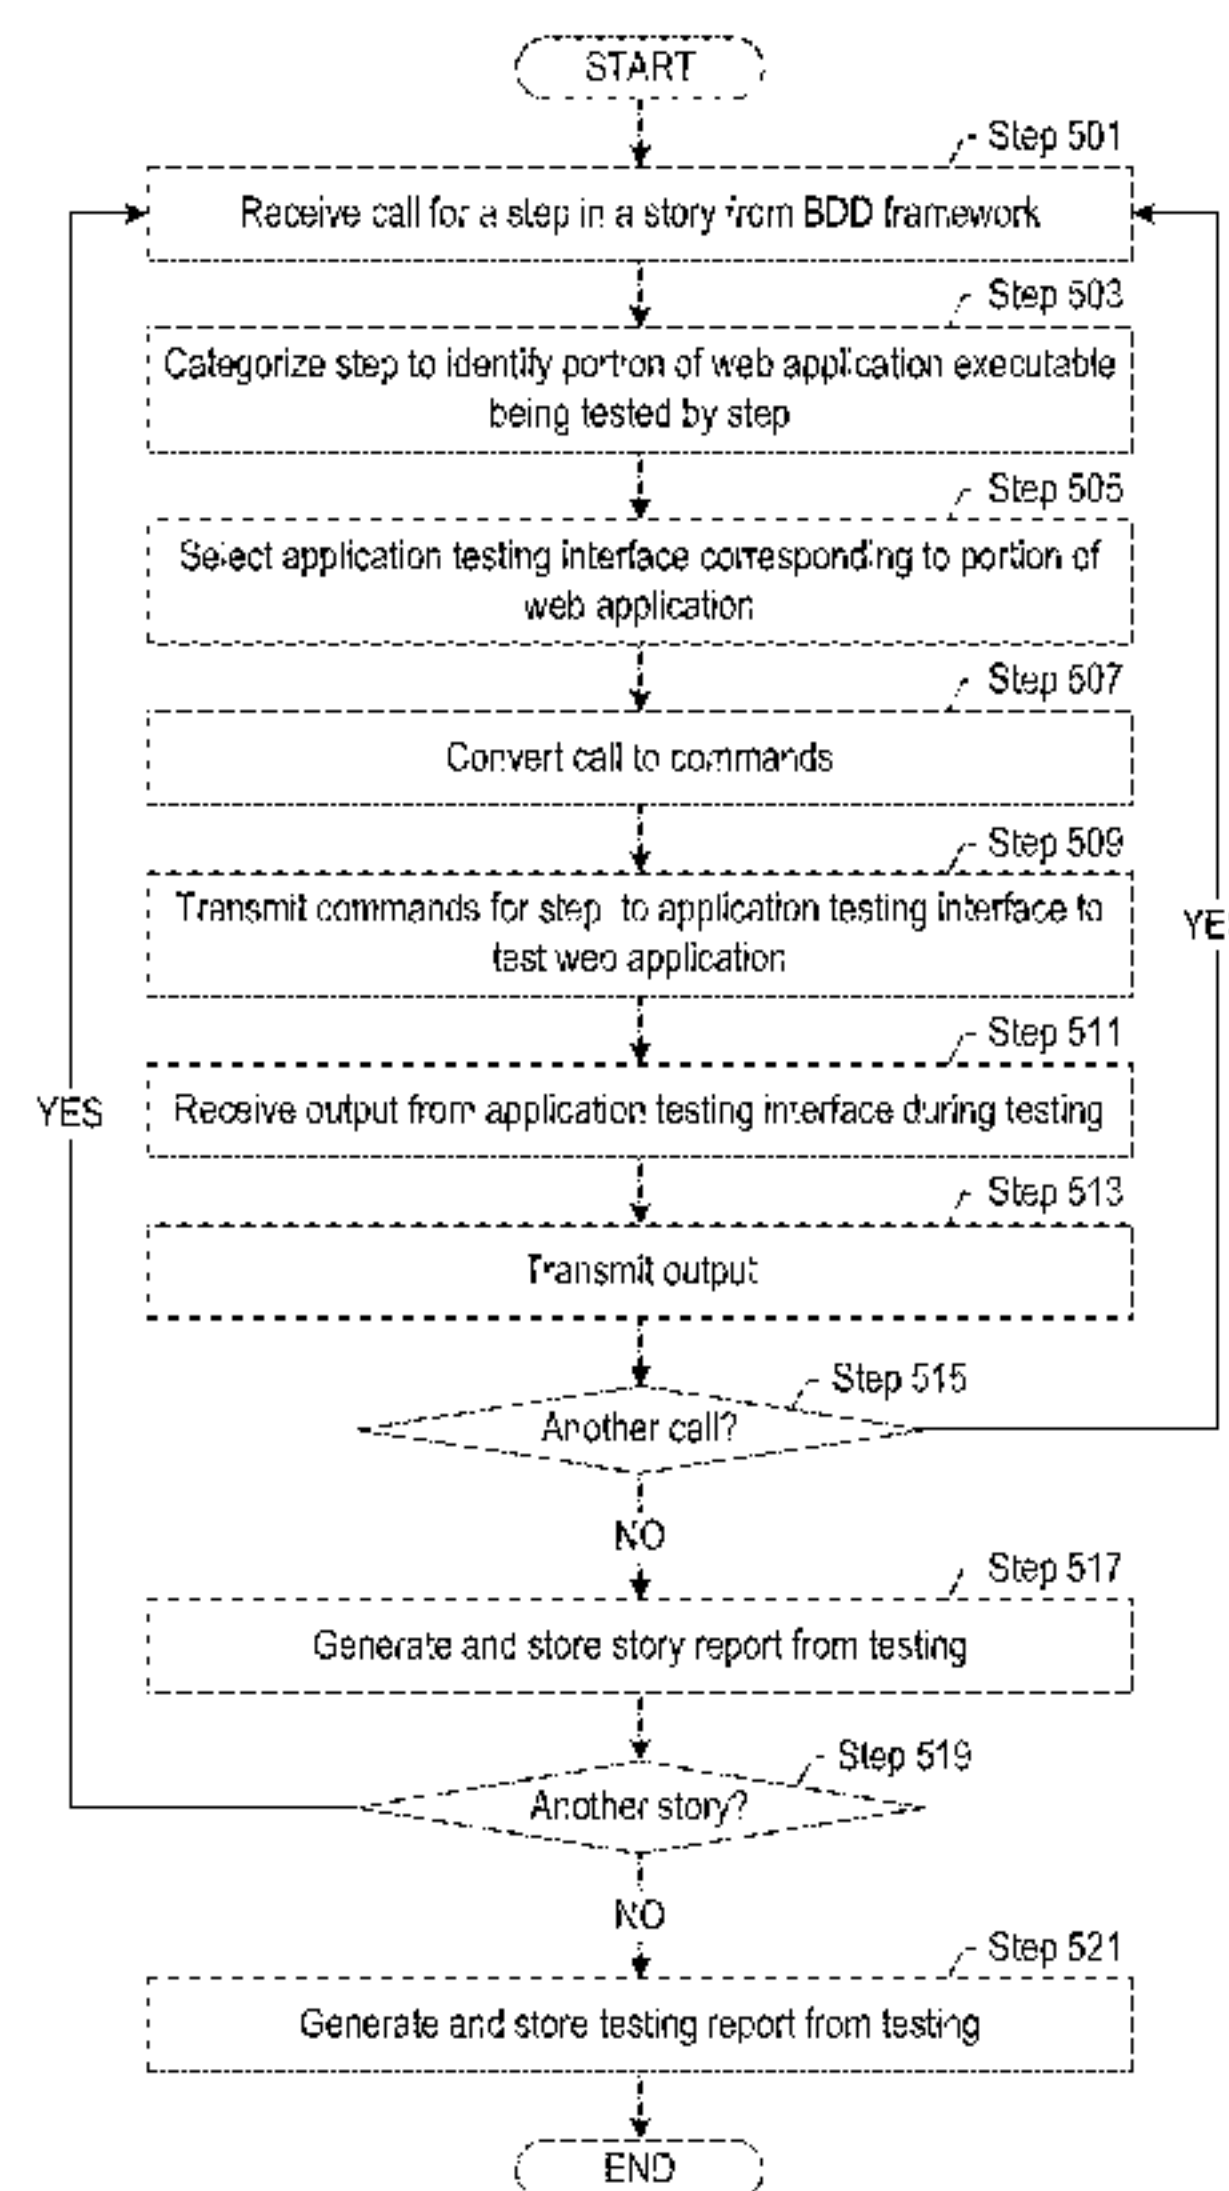 START
Step 501
Receive call for a step in a story from BDD framework
Step 503
Categorize step to identify portion of web application executable
being tested by step
Step 505
Select application testing interface corresponding to portion of
web application
Step 507
Convert call to commands
Step 509
Transmit commands for step to application testing interface to
test web application
YE
Step 511
YES
Receive output from application testing interface during testing
Step 513
Transmit output
Step 515
Another call?
NO
Step 517
Generate and store story report from testing
Step 519
Another story?
NO
Step 521
Generate and store testing report from testing
END